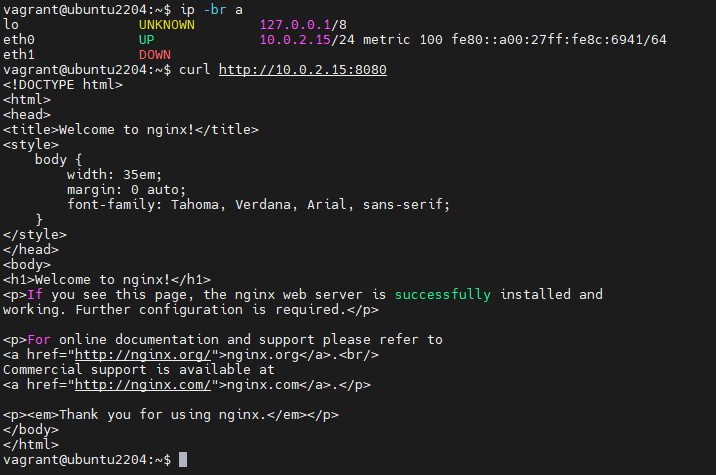 vagrant@ubuntu2204:~$ ip -br a
lo               UNKNOWN        127.0.0.1/8
eth0             UP             10.0.2.15/24 metric 100 fe80::a00:27ff:fe8c:6941/64
eth1             DOWN
vagrant@ubuntu2204:~$ curl http://10.0.2.15:8080
<!DOCTYPE html>
<html>
<head>
<title>Welcome to nginx!</title>
<style>
    body {
        width: 35em;
        margin: 0 auto;
        font-family: Tahoma, Verdana, Arial, sans-serif;
    }
</style>
</head>
<body>
<h1>Welcome to nginx!</h1>
<p>If you see this page, the nginx web server is successfully installed and
working. Further configuration is required.</p>

<p>For online documentation and support please refer to
<a href="http://nginx.org/">nginx.org</a>.<br/>
Commercial support is available at
<a href="http://nginx.com/">nginx.com</a>.</p>

<p><em>Thank you for using nginx.</em></p>
</body>
</html>
vagrant@ubuntu2204:~$